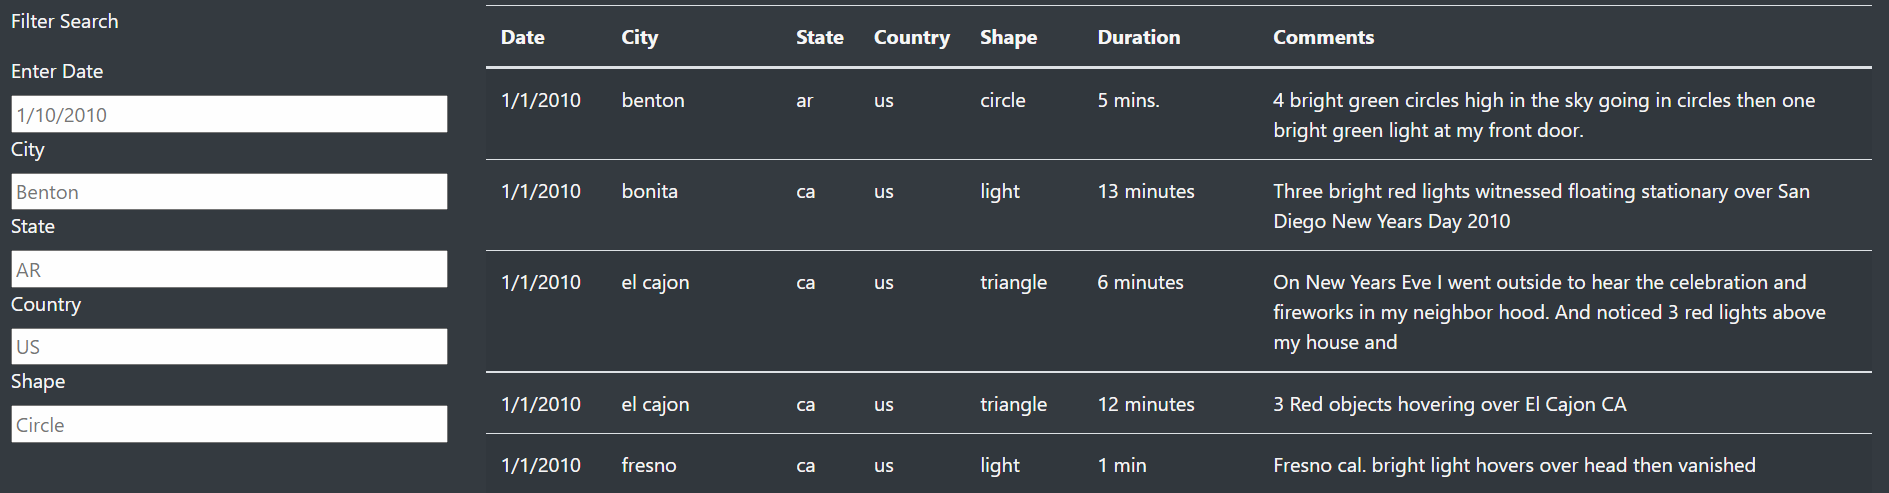 Filter Search
Enter Date
1/10/2010
City
Benton
State
AR
Country
US
Shape
Circle
Date City State Country Shape Duration Comments
1/1/2010 benton ar us circle 5 mins. 4 bright green circles high in the sky going in circles then one
bright green light at my front door.
1/1/2010 bonita ca us light 13 minutes Three bright red lights witnessed floating stationary over San
Diego New Years Day 2010
1/1/2010 el cajon ca us triangle 6 minutes On New Years Eve I went outside to hear the celebration and
fireworks in my neighbor hood. And noticed 3 red lights above
my house and
1/1/2010 el cajon ca us triangle 12 minutes 3 Red objects hovering over El Cajon CA
1/1/2010 fresno ca us light 1 min Fresno cal. bright light hovers over head then vanished